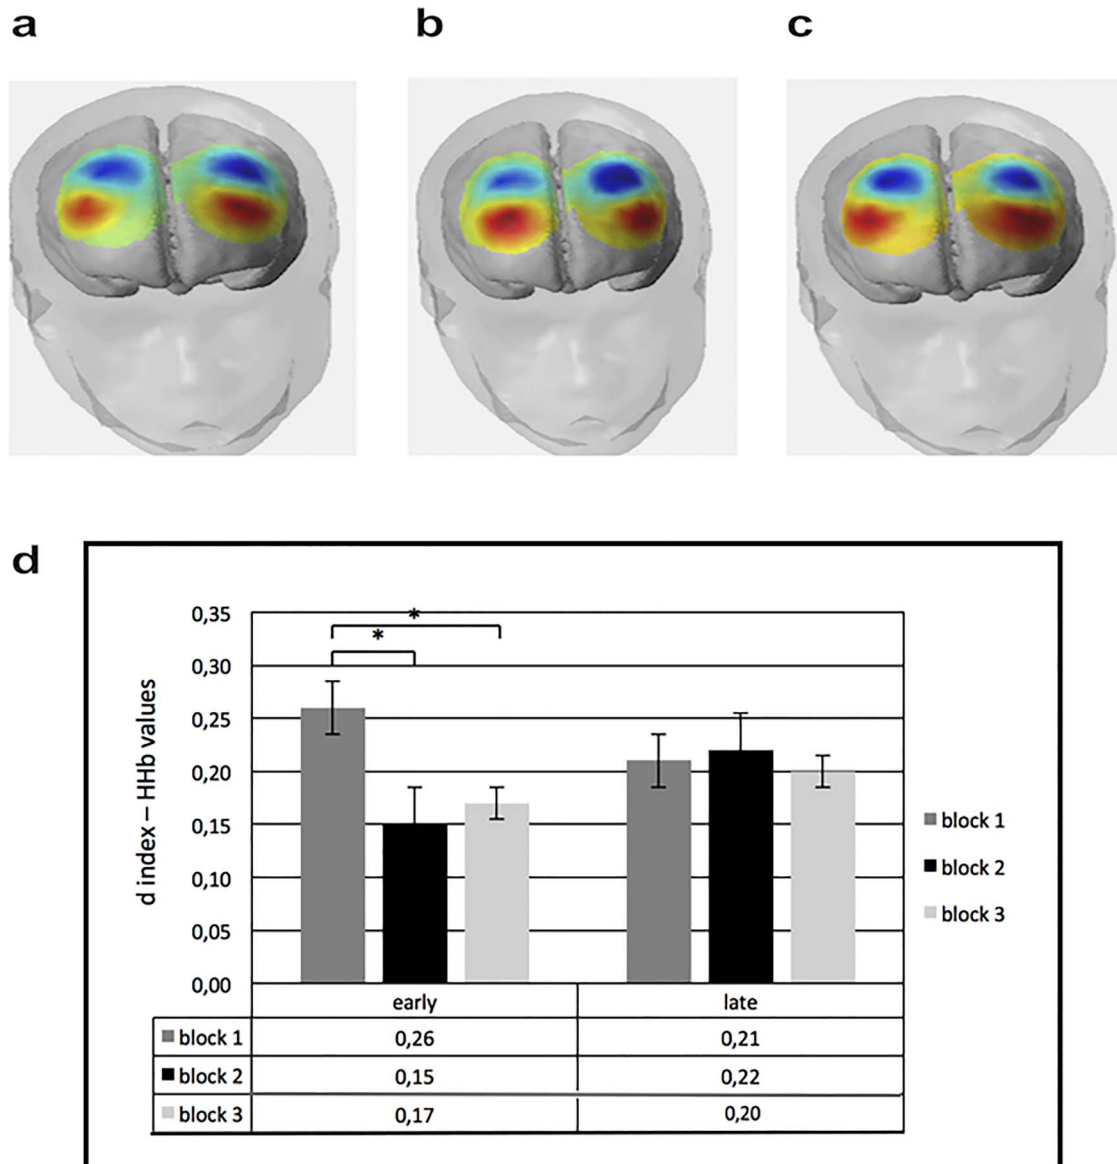 a b c
d
0,35
0,30
0,25
0,20
0,15
0,10
0,05
0,00
d index – HHb values
*
*
early late
block 1
block 2
block 3
block 1 0,26 0,21
block 2 0,15 0,22
block 3 0,17 0,20